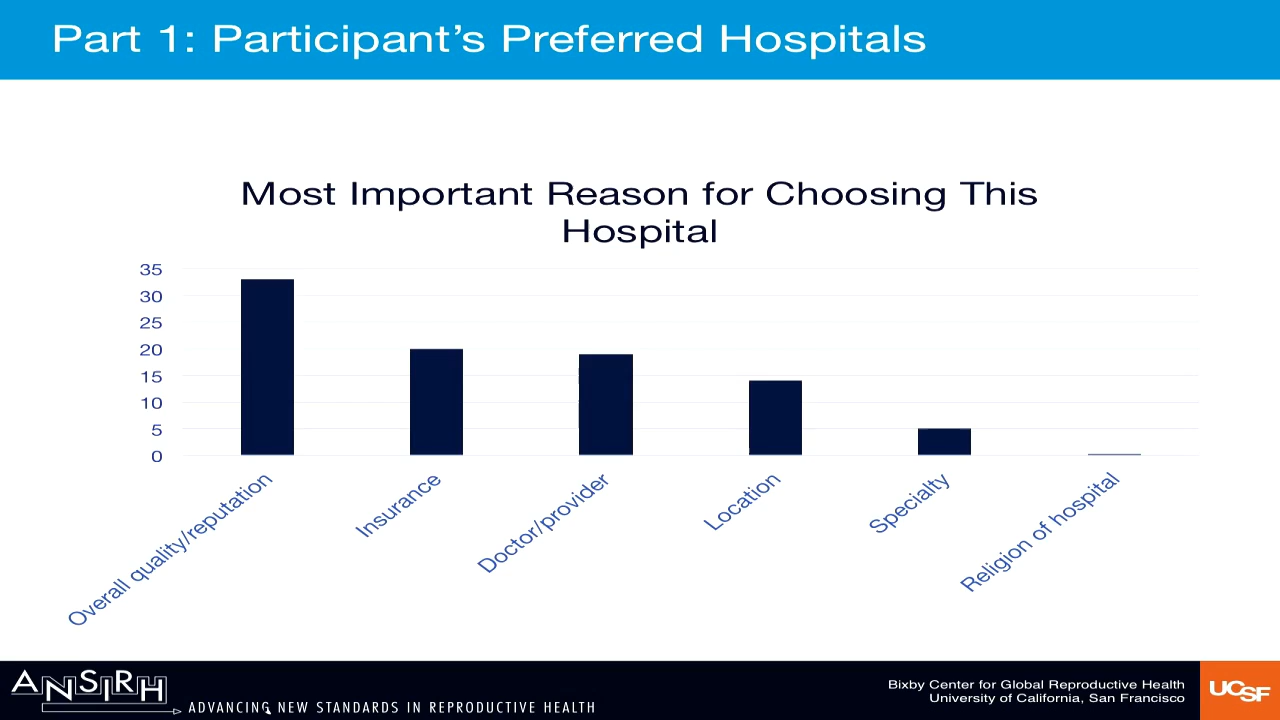 Part 1: Participant's Preferred Hospitals
Most Important Reason for Choosing This
Hospital
35
30
25
20
15
10
5
0
Overall quality/reputation
Insurance
Doctor/provider
Location
Specialty
Religion of hospital
ANSIRH
ADVANCING NEW STANDARDS IN REPRODUCTIVE HEALTH
Bixby Center for Global Reproductive Health
University of California, San Francisco
UCSF